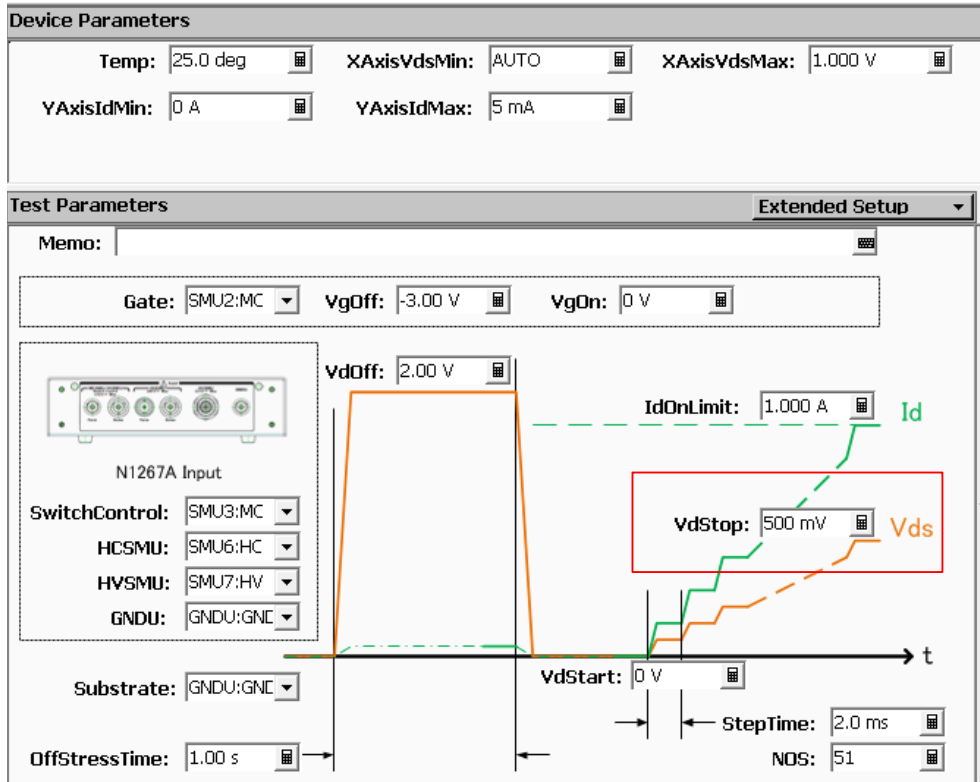 Device Parameters
Temp: 25.0 deg XAxisVdsMin: AUTO XAxisVdsMax: 1.000 V
YAxisIdMin: 0 A YAxisIdMax: 5 mA
Test Parameters Extended Setup
Memo:
Gate: SMU2:MC VgOff: -3.00 V VgOn: 0 V
VdOff: 2.00 V
IdOnLimit: 1.000 A Id
N1267A Input
SwitchControl: SMU3:MC
VdStop: 500 mV Vds
HCSMU: SMU6:HC
HVSMU: SMU7:HV
GNDU: GNDU:GND
t
Substrate: GNDU:GND
VdStart: 0 V
StepTime: 2.0 ms
OffStressTime: 1.00 s
NOS: 51